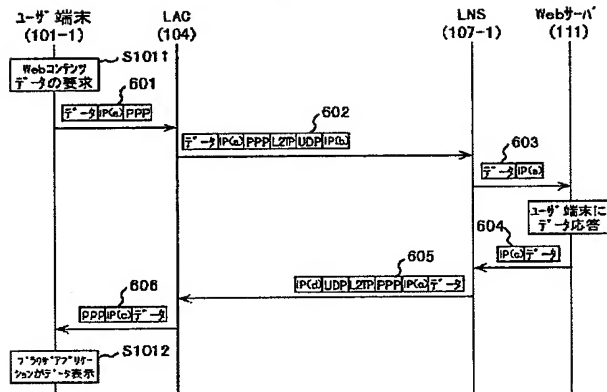 ユーザ端末
(101-1)
LAC
(104)
LNS
(107-1)
Webサーバ
(111)
Webコンテンツ
データの要求
S1011
601
データ IP(a) PPP
602
データ IP(a) PPP L2TP UDP IP(b)
603
データ IP(a)
ユーザ端末に
データ応答
604
IP(c) データ
605
IP(d) UDP L2TP PPP IP(c) データ
606
PPP IP(c) データ
ブラウザアプリケー
ションがデータ表示
S1012